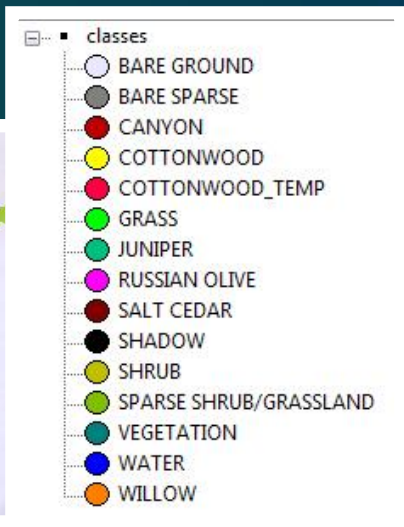 classes
BARE GROUND
BARE SPARSE
CANYON
COTTONWOOD
COTTONWOOD_TEMP
GRASS
JUNIPER
RUSSIAN OLIVE
SALT CEDAR
SHADOW
SHRUB
SPARSE SHRUB/GRASSLAND
VEGETATION
WATER
WILLOW